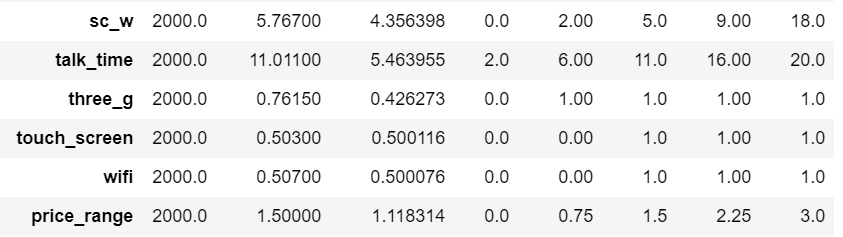 sc_w 2000.0 5.76700 4.356398 0.0 2.00 5.0 9.00 18.0
talk_time 2000.0 11.01100 5.463955 2.0 6.00 11.0 16.00 20.0
three_g 2000.0 0.76150 0.426273 0.0 1.00 1.0 1.00 1.0
touch_screen 2000.0 0.50300 0.500116 0.0 0.00 1.0 1.00 1.0
wifi 2000.0 0.50700 0.500076 0.0 0.00 1.0 1.00 1.0
price_range 2000.0 1.50000 1.118314 0.0 0.75 1.5 2.25 3.0